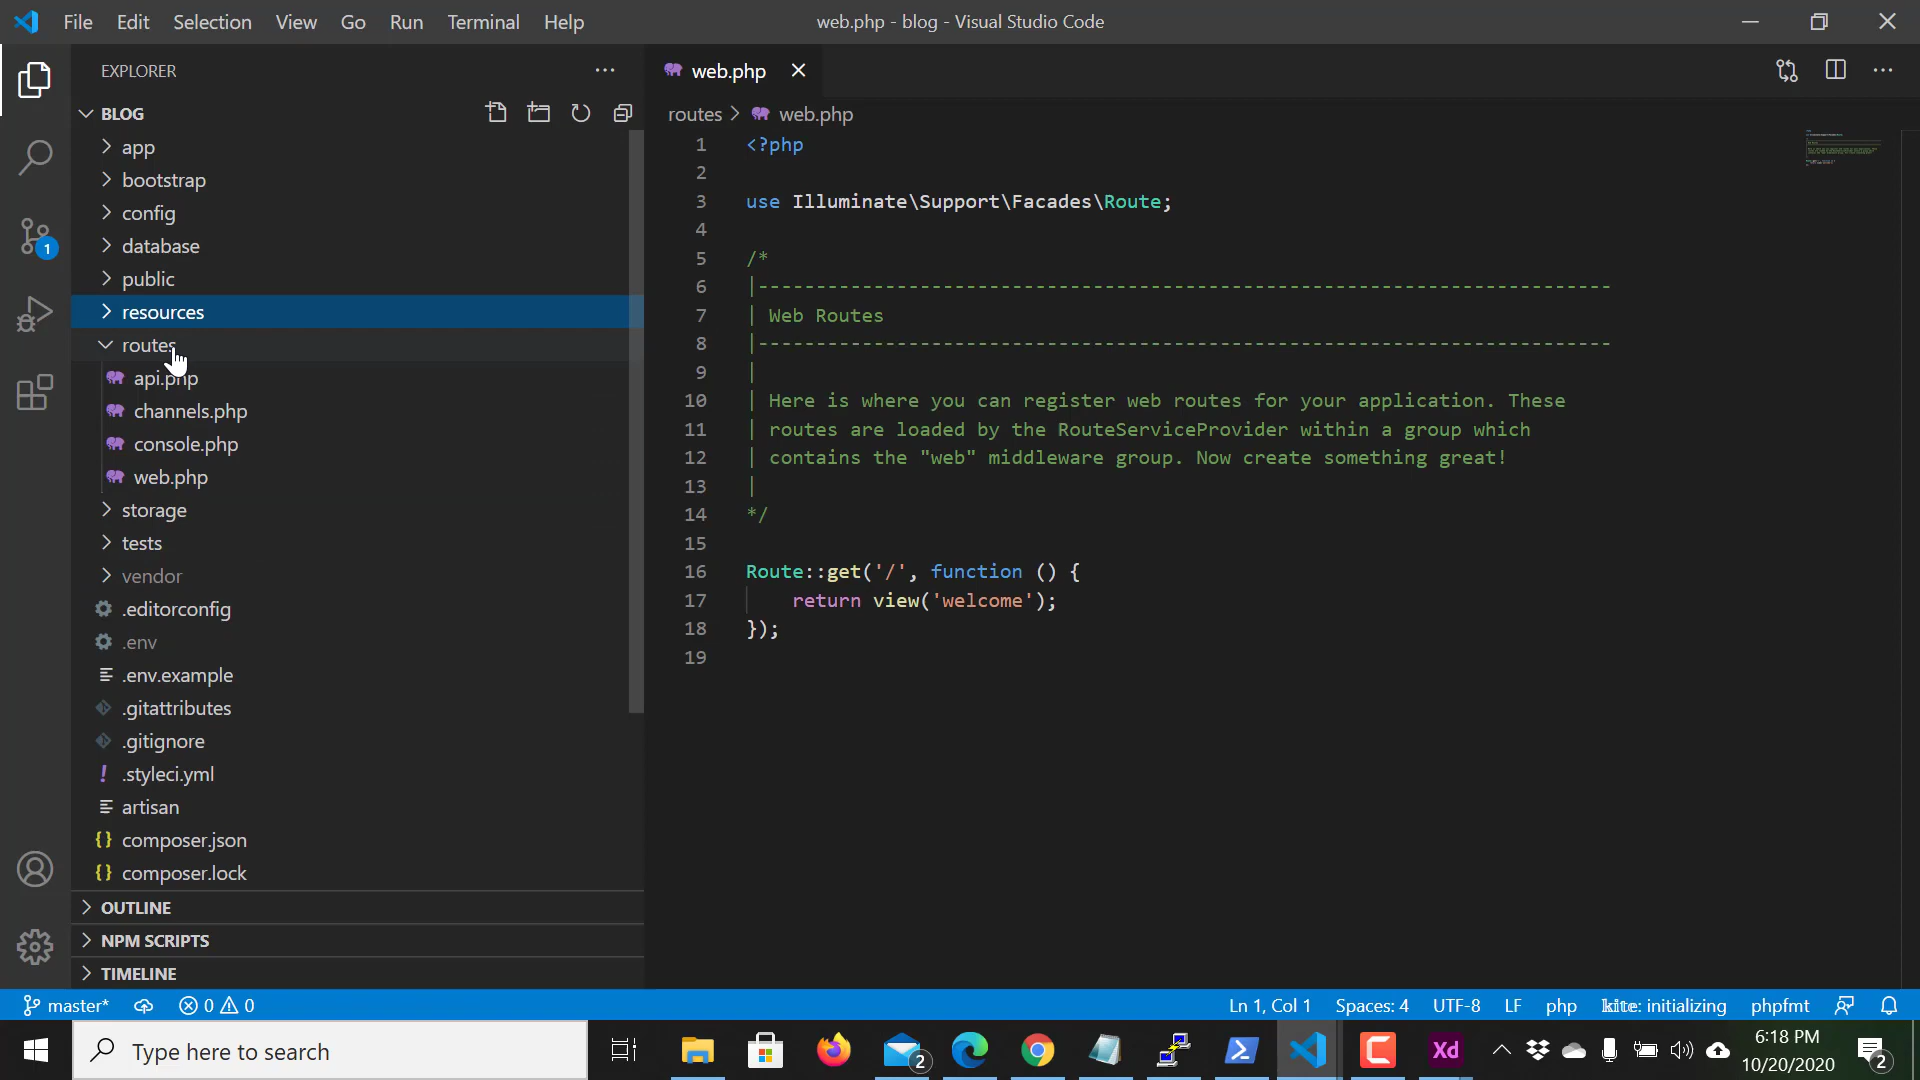 File Edit Selection View Go Run Terminal Help
web.php - blog - Visual Studio Code
EXPLORER
BLOG
app
bootstrap
config
database
public
resources
routes
api.php
channels.php
console.php
web.php
storage
tests
vendor
.editorconfig
.env
.env.example
.gitattributes
.gitignore
.styleci.yml
artisan
composer.json
composer.lock
OUTLINE
NPM SCRIPTS
TIMELINE
1
web.php
routes > web.php
1 <?php
2
3 use Illuminate\Support\Facades\Route;
4
5 /*
6 |--------------------------------------------------------------------------
7 | Web Routes
8 |--------------------------------------------------------------------------
9 |
10 | Here is where you can register web routes for your application. These
11 | routes are loaded by the RouteServiceProvider within a group which
12 | contains the "web" middleware group. Now create something great!
13 |
14 */
15
16 Route::get('/', function () {
17     return view('welcome');
18 });
19
master* 0 0 Ln 1, Col 1 Spaces: 4 UTF-8 LF php kite: initializing phpfmt
Type here to search
2
Xd
6:18 PM
10/20/2020
2